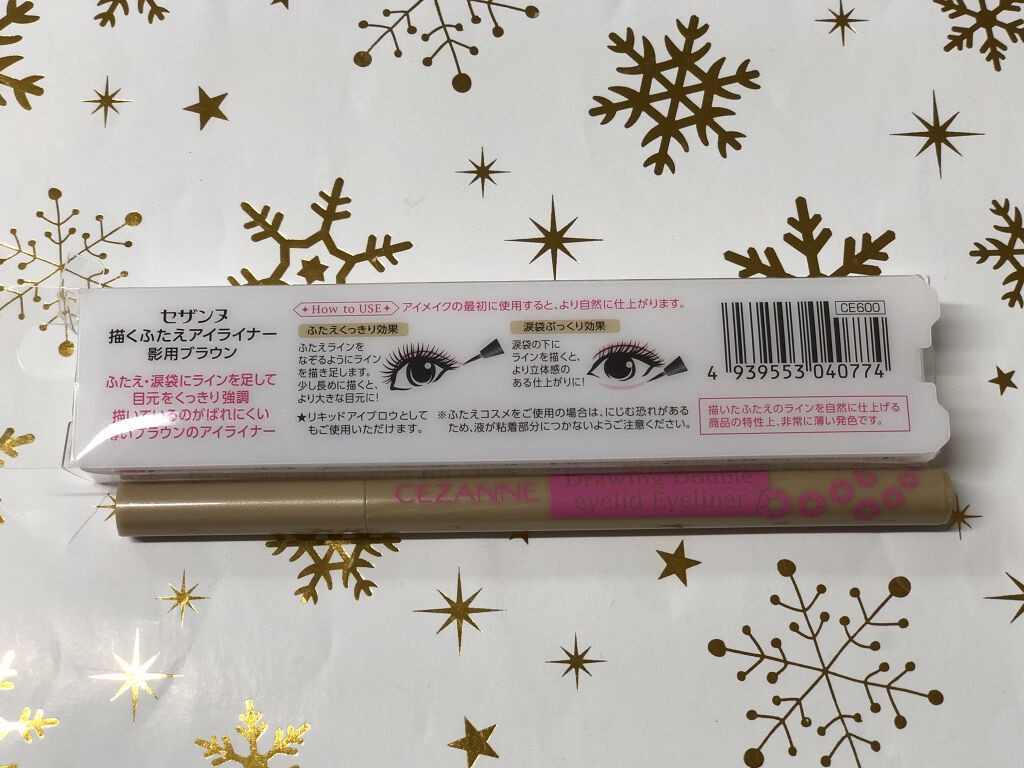 セザンヌ
描くふたえアイライナー
影用ブラウン
ふたえ・涙袋にラインを足して
目元をくっきり強調
描いているのがばれにくい
薄いブラウンのアイライナー
How to USE アイメイクの最初に使用すると、より自然に仕上がります。
ふたえくっきり効果
ふたえラインを
なぞるようにライン
を描き足します。
少し長めに描くと、
より大きな目元に!
★リキッドアイブロウとして
もご使用いただけます。
涙袋ぷっくり効果
涙袋の下に
ラインを描くと、
より立体感の
ある仕上がりに!
※ふたえコスメをご使用の場合は、にじむ恐れがある
ため、液が粘着部分につかないようご注意ください。
CE600
4 939553 040774
描いたふたえのラインを自然に仕上げる
商品の特性上、非常に薄い発色です。
CEZANNE
Drawing Double
eyelid Eyeliner